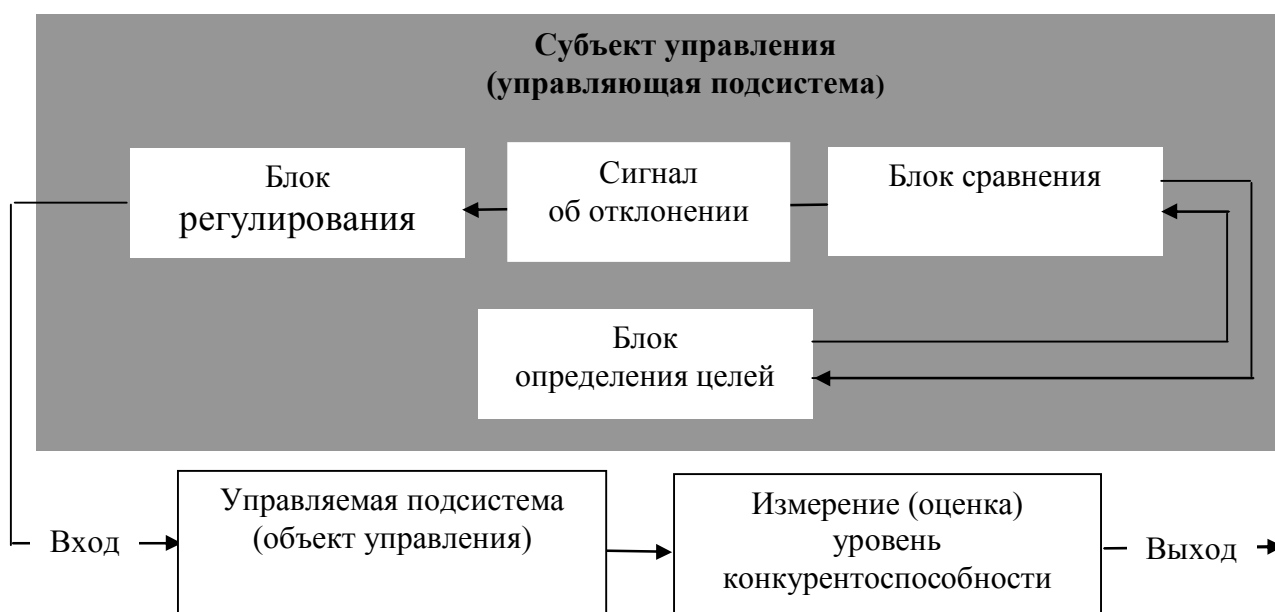 Субъект управления
(управляющая подсистема)
Блок
регулирования
Сигнал
об отклонении
Блок сравнения
Блок
определения целей
Вход
Управляемая подсистема
(объект управления)
Измерение (оценка)
уровень
конкурентоспособности
Выход